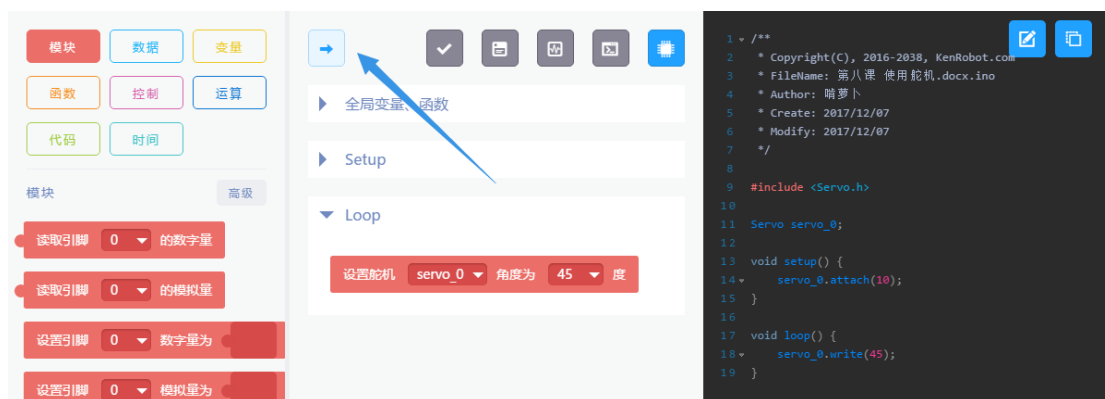 模块 数据 变量
函数 控制 运算
代码 时间
模块 高级
读取引脚 0 的数字量
读取引脚 0 的模拟量
设置引脚 0 数字量为
设置引脚 0 模拟量为
全局变量、函数
Setup
Loop
设置舵机 servo_0 角度为 45 度
1 /**
2 * Copyright(C), 2016-2038, KenRobot.com
3 * FileName: 第八课 使用舵机.docx.ino
4 * Author: 啃萝卜
5 * Create: 2017/12/07
6 * Modify: 2017/12/07
7 */
8
9 #include <Servo.h>
10
11 Servo servo_0;
12
13 void setup() {
14 servo_0.attach(10);
15 }
16
17 void loop() {
18 servo_0.write(45);
19 }